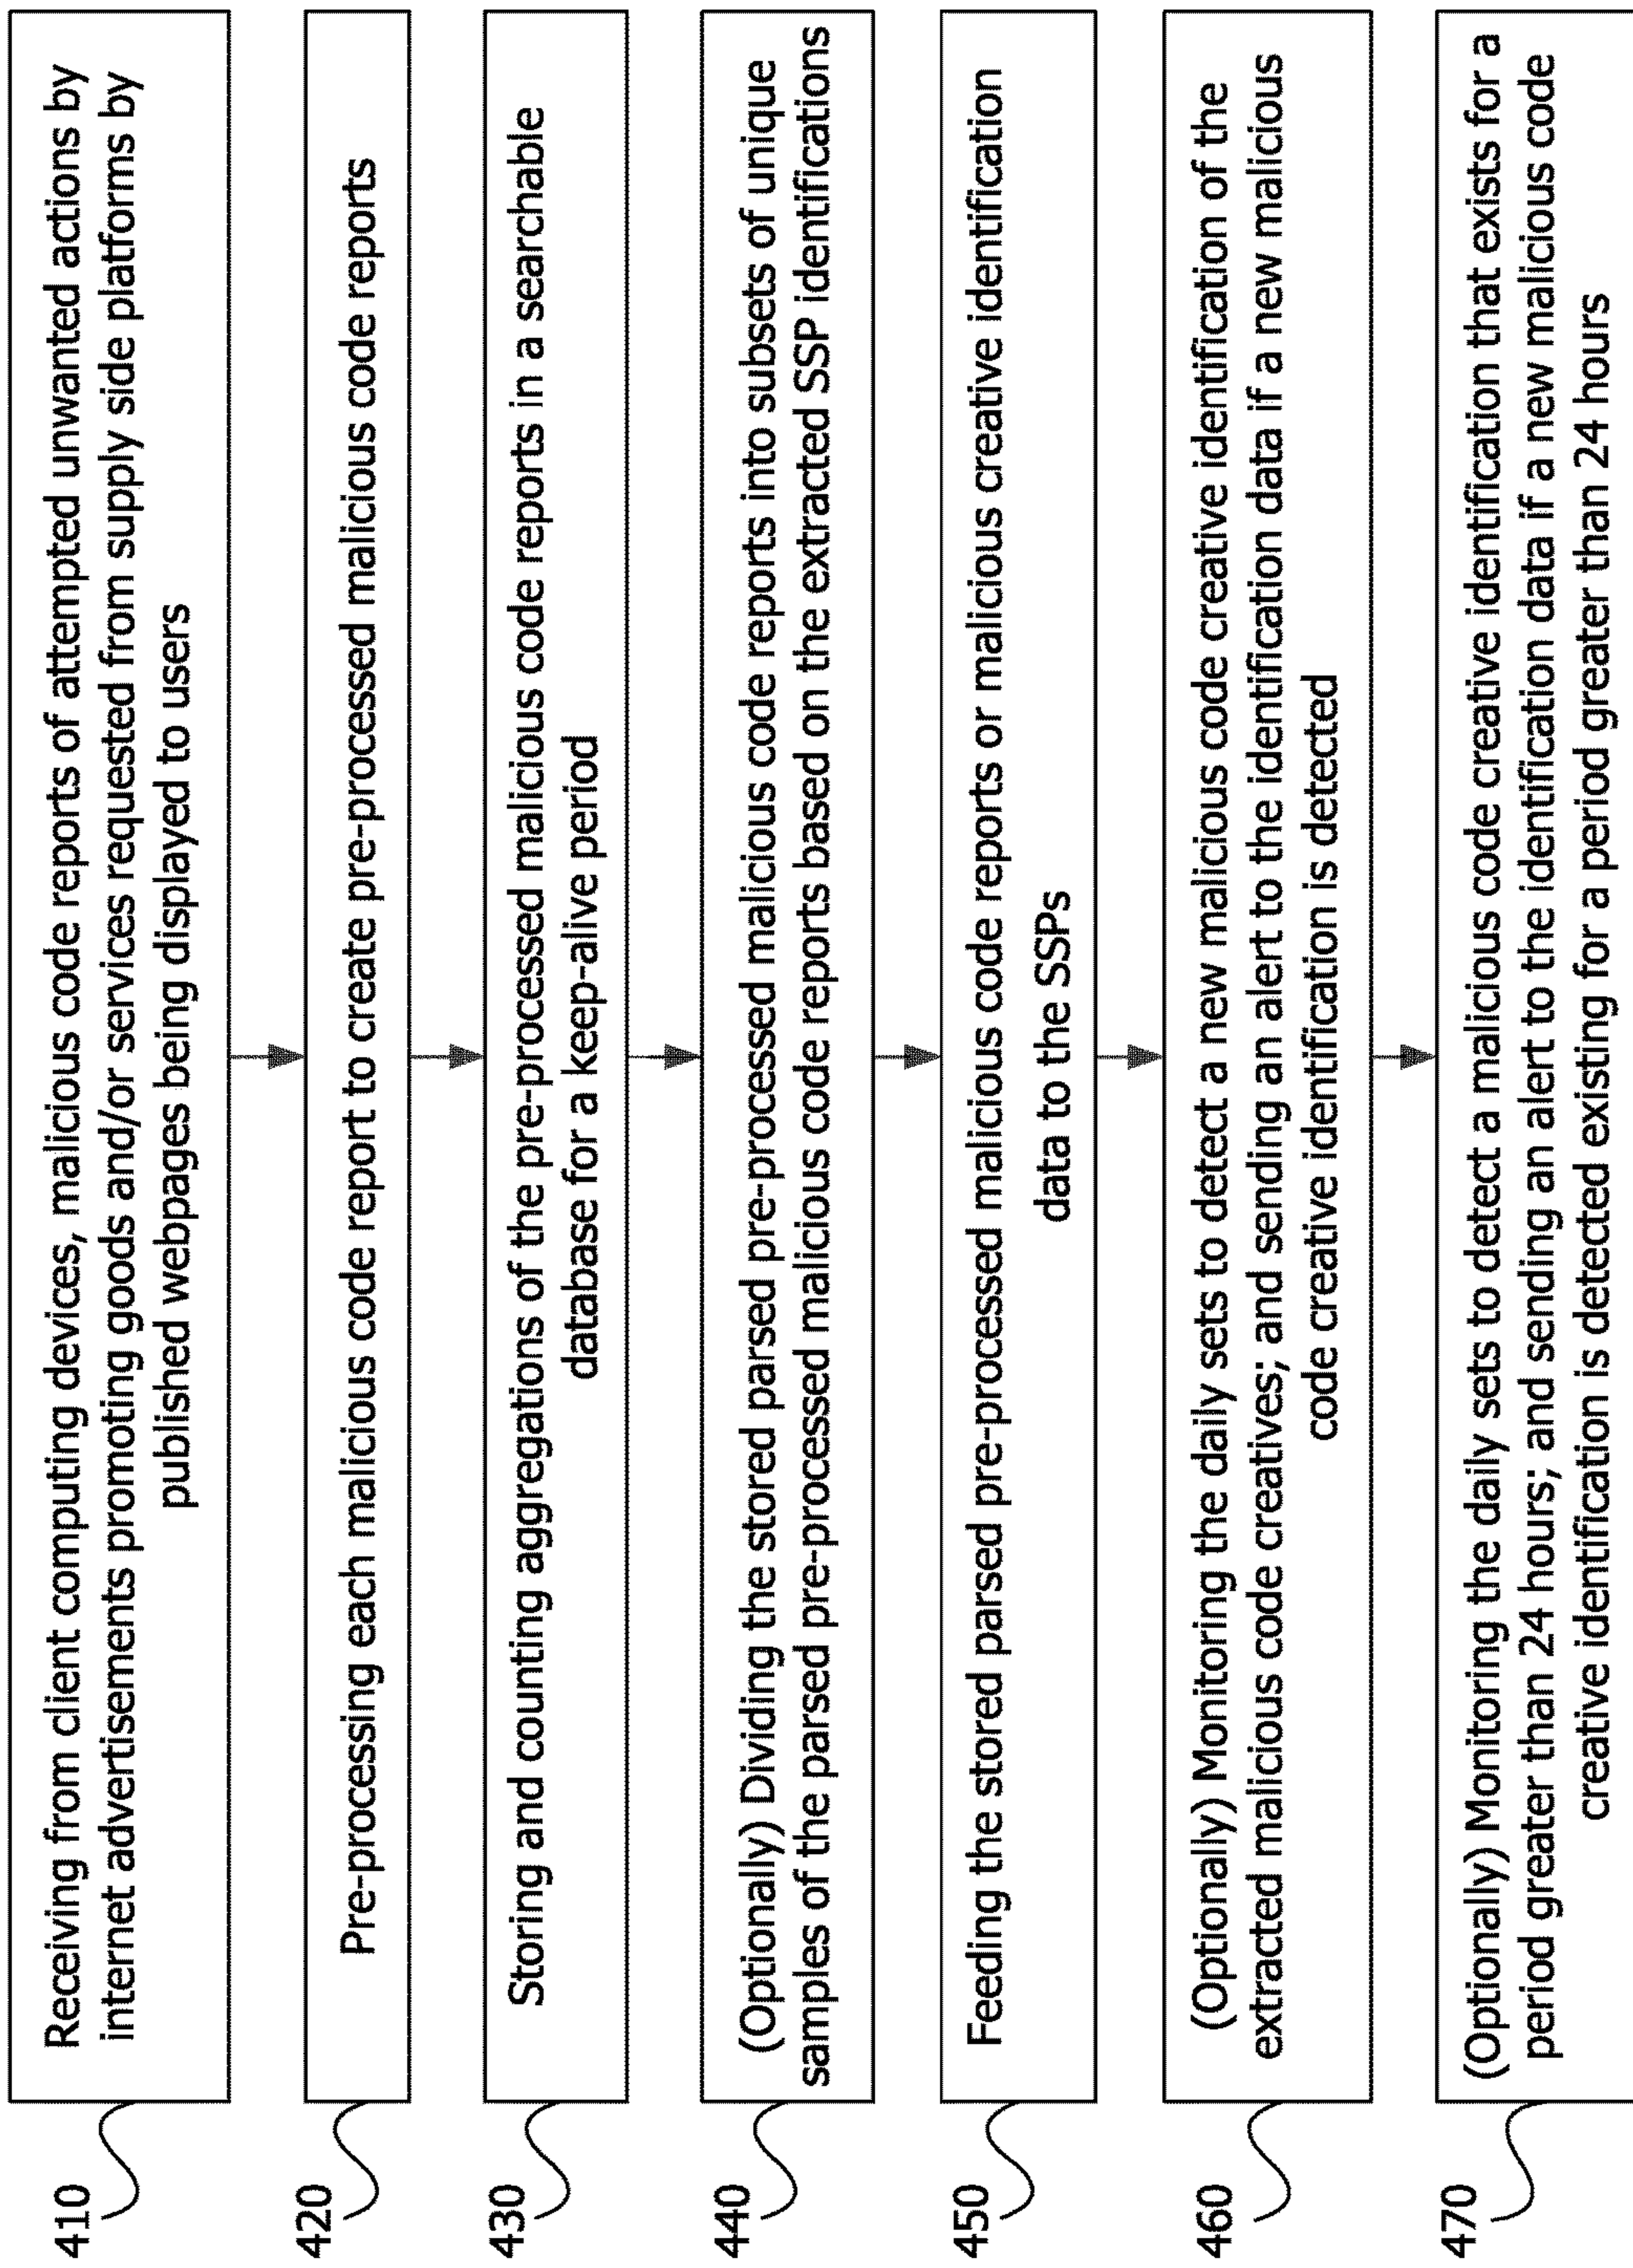 410
Receiving from client computing devices, malicious code reports of attempted unwanted actions by
internet advertisements promoting goods and/or services requested from supply side platforms by
published webpages being displayed to users
420
Pre-processing each malicious code report to create pre-processed malicious code reports
430
Storing and counting aggregations of the pre-processed malicious code reports in a searchable
database for a keep-alive period
440
(Optionally) Dividing the stored parsed pre-processed malicious code reports into subsets of unique
samples of the parsed pre-processed malicious code reports based on the extracted SSP identifications
450
Feeding the stored parsed pre-processed malicious code reports or malicious creative identification
data to the SSPs
460
(Optionally) Monitoring the daily sets to detect a new malicious code creative identification of the
extracted malicious code creatives; and sending an alert to the identification data if a new malicious
code creative identification is detected
470
(Optionally) Monitoring the daily sets to detect a malicious code creative identification that exists for a
period greater than 24 hours; and sending an alert to the identification data if a new malicious code
creative identification is detected existing for a period greater than 24 hours